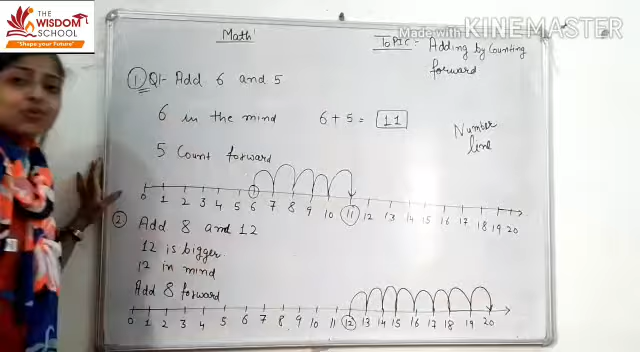 THE
WISDOM
SCHOOL
"Shape your Future"
Math'
Made with KINEMASTER
TOPIC - Adding by Counting
forward
① Q1- Add 6 and 5
6 in the mind 6 + 5 = 11
Number
line
5 Count forward
0 1 2 3 4 5 6 7 8 9 10 11 12 13 14 15 16 17 18 19 20
② Add 8 and 12
12 is bigger.
12 in mind
Add 8 forward
0 1 2 3 4 5 6 7 8 9 10 11 12 13 14 15 16 17 18 19 20